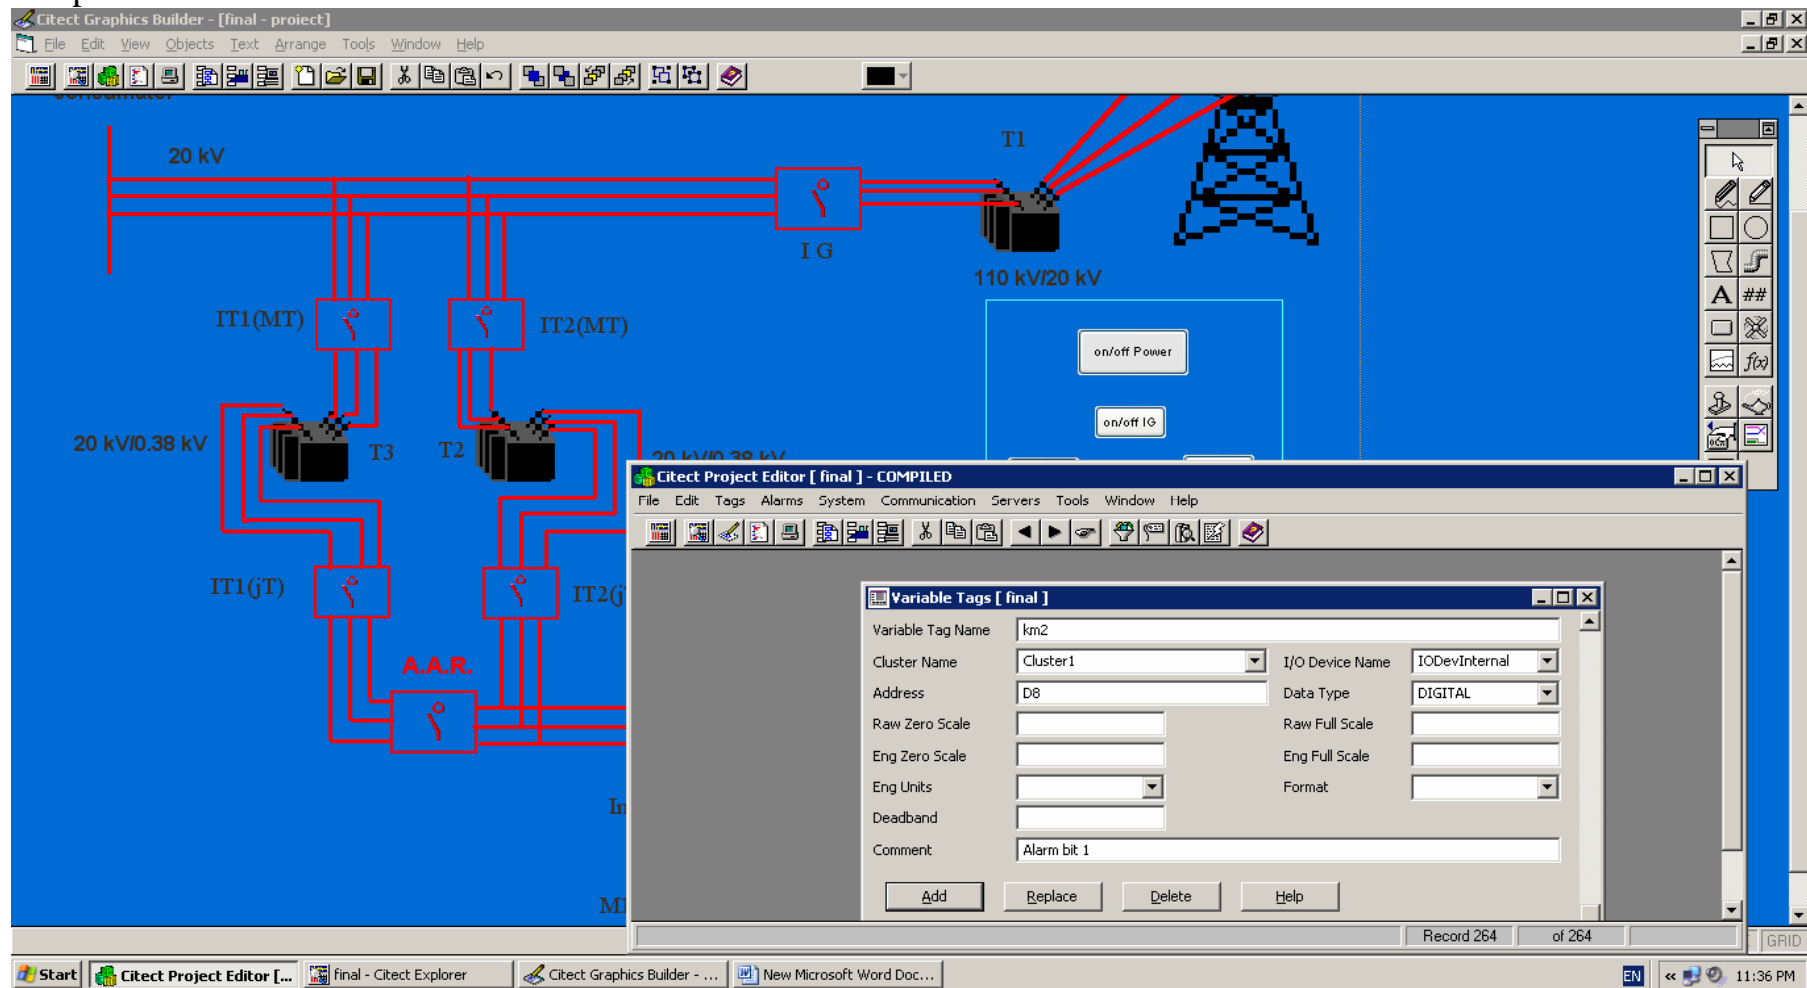 Citect Graphics Builder - [final - project]
File Edit View Objects Text Arrange Tools Window Help
20 kV
T1
I G
110 kV/20 kV
IT1(MT)
IT2(MT)
on/off Power
on/off IG
20 kV/0.38 kV
T3
T2
20 kV/0.38 kV
IT1(jT)
IT2(j
A.A.R.
Citect Project Editor [ final ] - COMPILED
File Edit Tags Alarms System Communication Servers Tools Window Help
Variable Tags [ final ]
Variable Tag Name km2
Cluster Name Cluster1 I/O Device Name IODevInternal
Address D8 Data Type DIGITAL
Raw Zero Scale Raw Full Scale
Eng Zero Scale Eng Full Scale
Eng Units Format
Deadband
Comment Alarm bit 1
Add Replace Delete Help
Record 264 of 264
GRID
Start Citect Project Editor [... final - Citect Explorer Citect Graphics Builder - ... New Microsoft Word Doc... EN « 11:36 PM